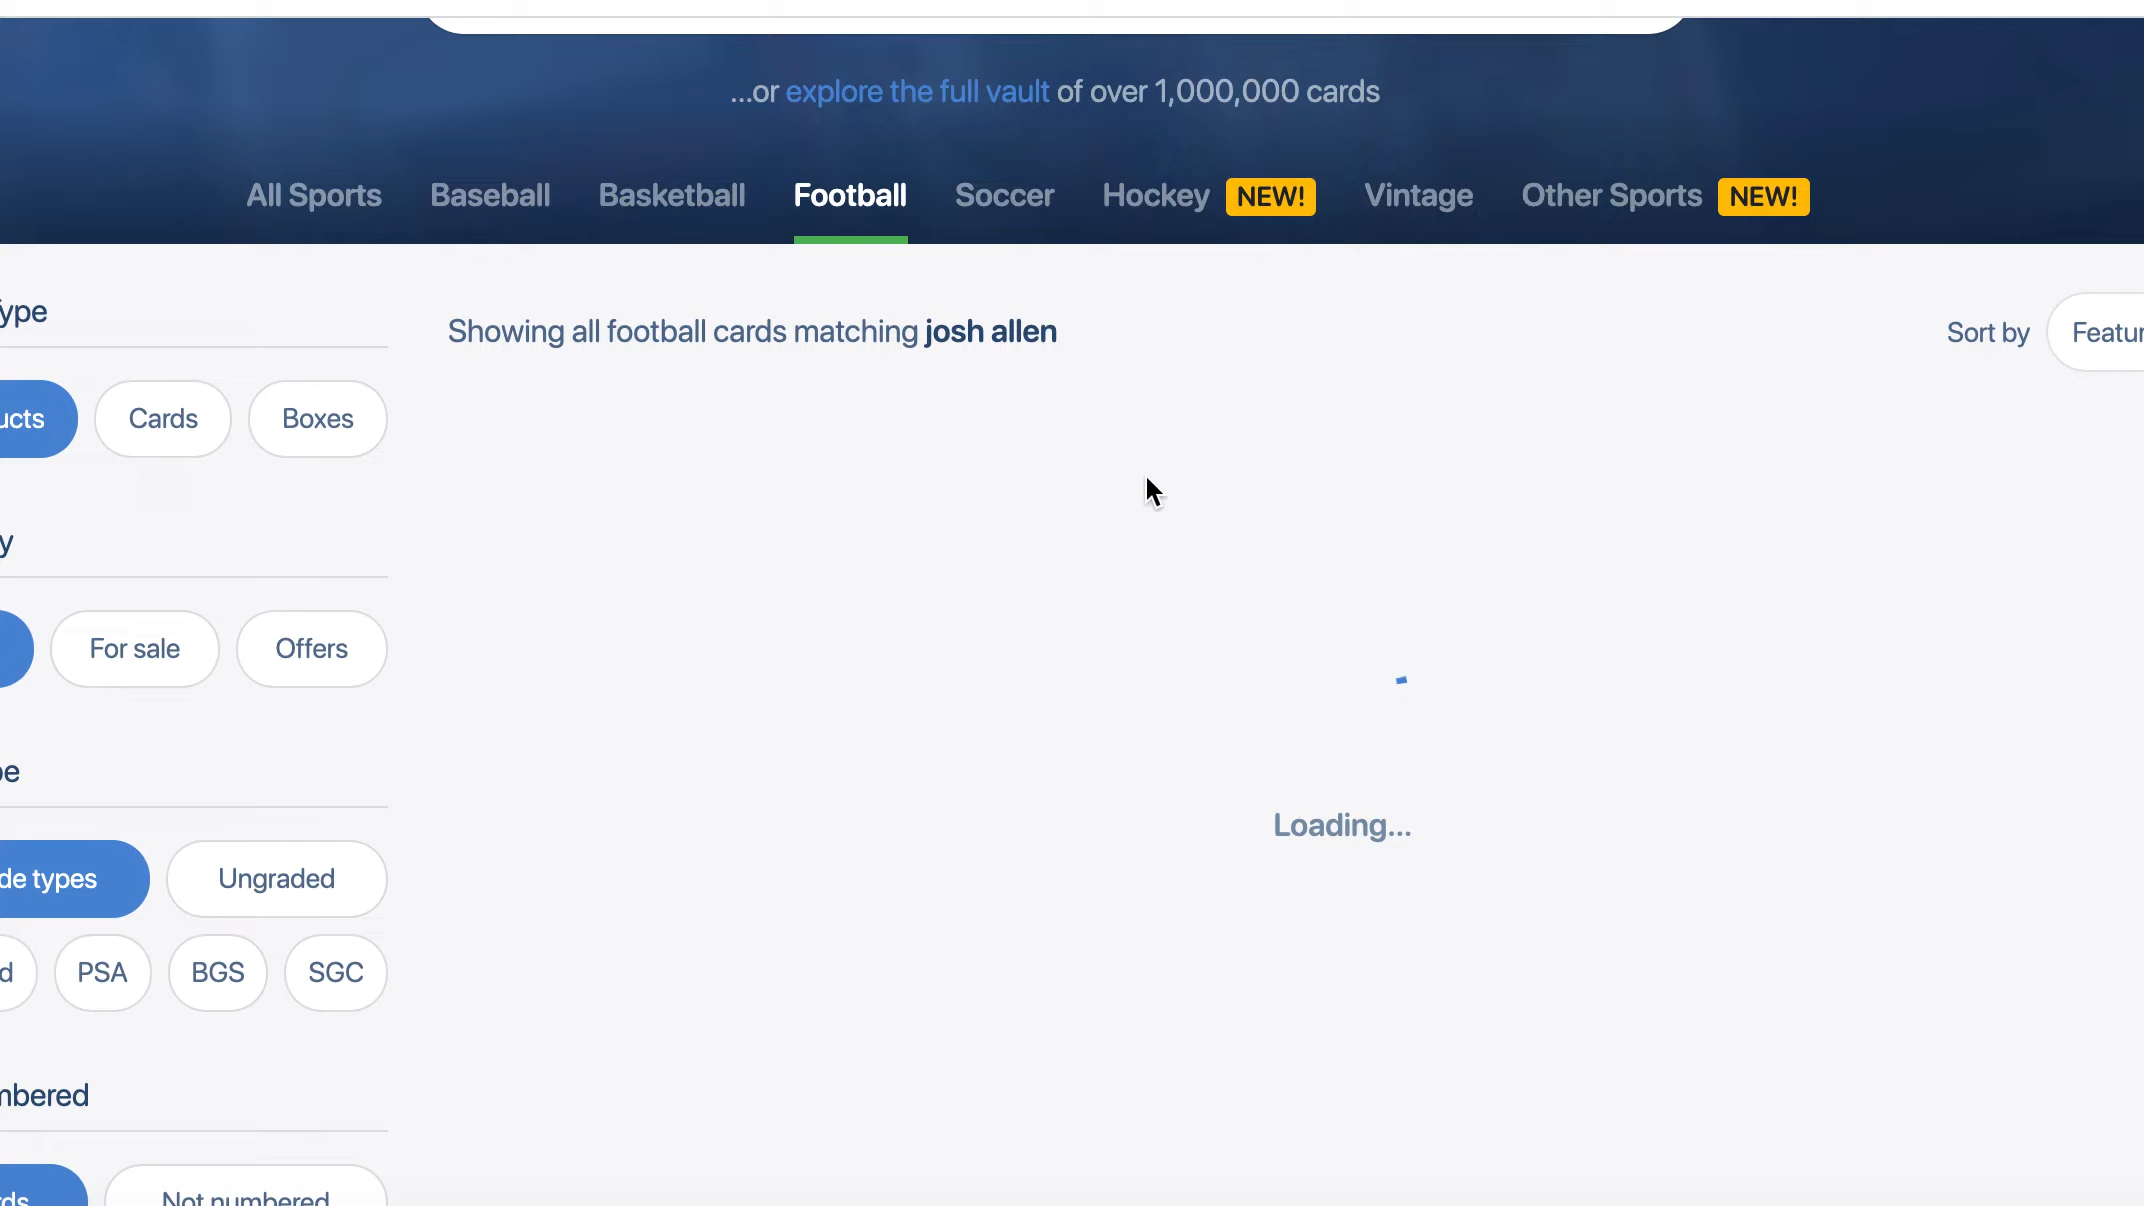 ...or explore the full vault of over 1,000,000 cards
All Sports Baseball Basketball Football Soccer Hockey NEW! Vintage Other Sports NEW!
ype
Showing all football cards matching josh allen
Sort by Featur
ucts Cards Boxes
y
For sale Offers
pe
de types Ungraded
d PSA BGS SGC
Loading...
mbered
rds Not numbered